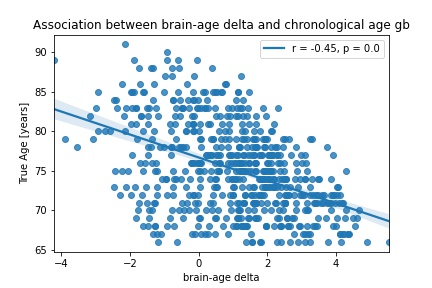 Association between brain-age delta and chronological age gb
r = -0.45, p = 0.0
True Age [years]
90
85
80
75
70
65
−4
−2
0
2
4
brain-age delta